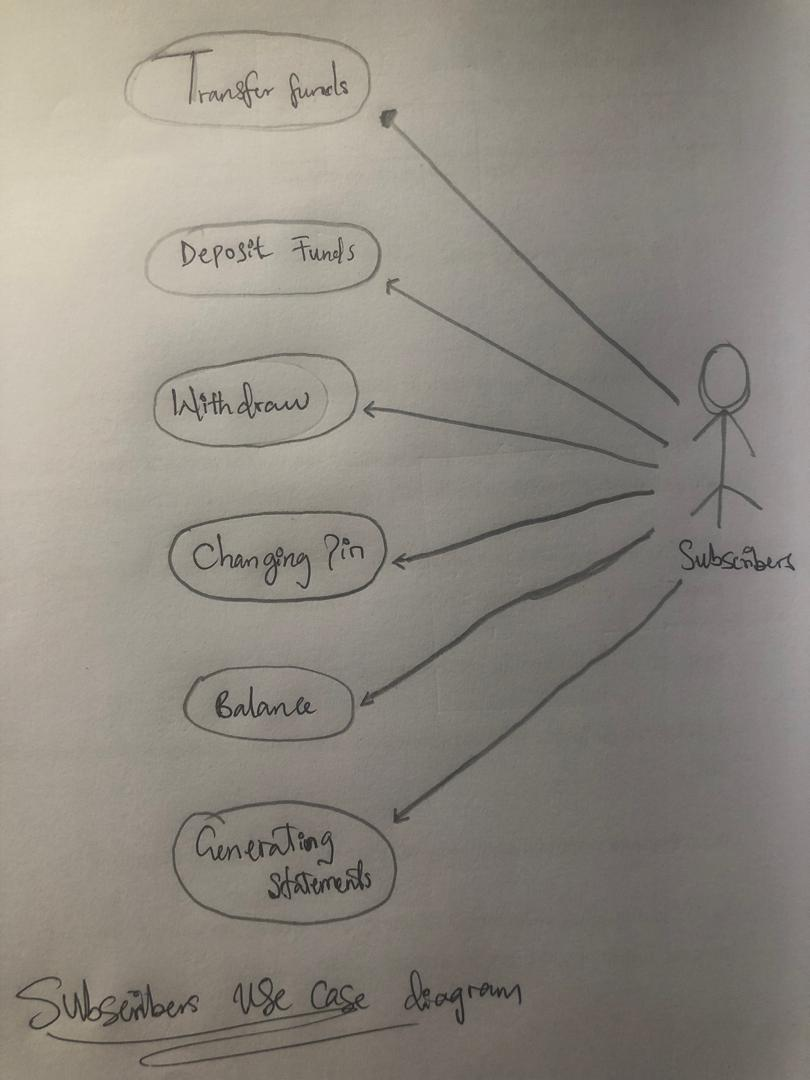 Transfer funds
Deposit Funds
Withdraw
Changing Pin
Subscribers
Balance
Generating
Statements
Subscribers Use Case diagram